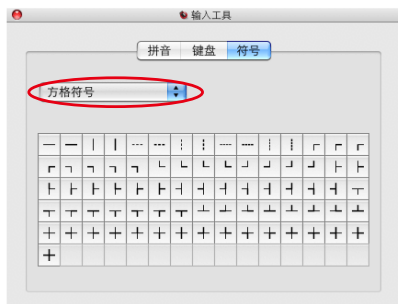 输入工具
拼音 键盘 符号
方格符号
─ ━ │ ┃ ┄ ┅ ┆ ┇ ┈ ┉ ┊ ┋ ┌ ┍ ┎
┏ ┐ ┑ ┒ ┓ └ ┕ ┖ ┗ ┘ ┙ ┚ ┛ ├ ┝
┞ ┟ ┠ ┡ ┢ ┣ ┤ ┥ ┦ ┧ ┨ ┩ ┪ ┫ ┬
┭ ┮ ┯ ┰ ┱ ┲ ┳ ┴ ┵ ┶ ┷ ┸ ┹ ┺ ┻
┼ ┽ ┾ ┿ ╀ ╁ ╂ ╃ ╄ ╅ ╆ ╇ ╈ ╉ ╊
╋